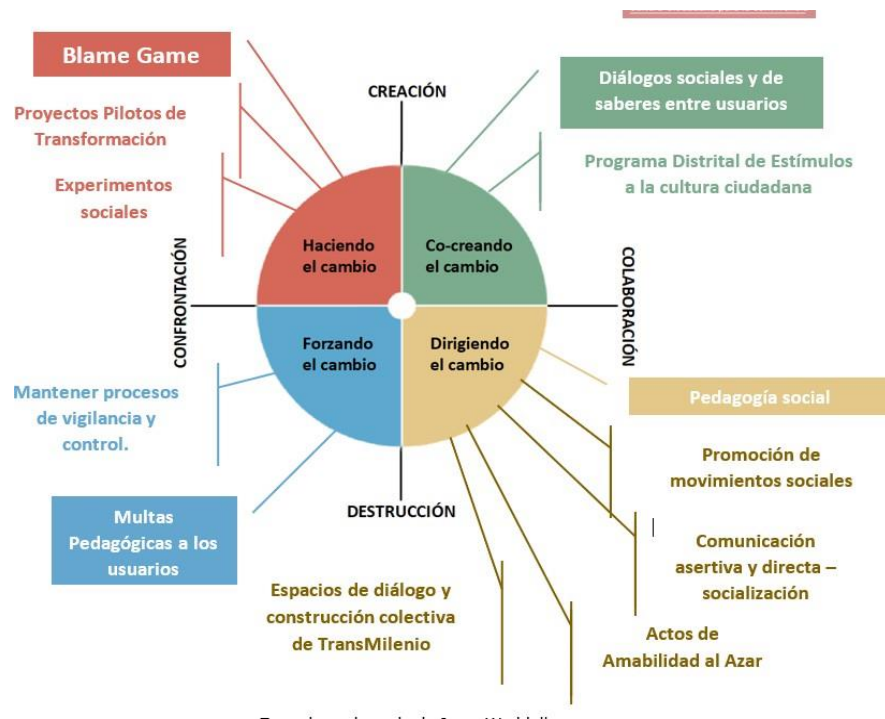 Blame Game
Proyectos Pilotos de
Transformación
Experimentos
sociales
CREACIÓN
Diálogos sociales y de
saberes entre usuarios
Programa Distrital de Estímulos
a la cultura ciudadana
CONFRONTACIÓN
Haciendo
el cambio
Co-creando
el cambio
COLABORACIÓN
Forzando
el cambio
Dirigiendo
el cambio
Mantener procesos
de vigilancia y
control.
Multas
Pedagógicas a los
usuarios
DESTRUCCIÓN
Pedagogía social
Promoción de
movimientos sociales
Comunicación
asertiva y directa –
socialización
Espacios de diálogo y
construcción colectiva
de TransMilenio
Actos de
Amabilidad al Azar